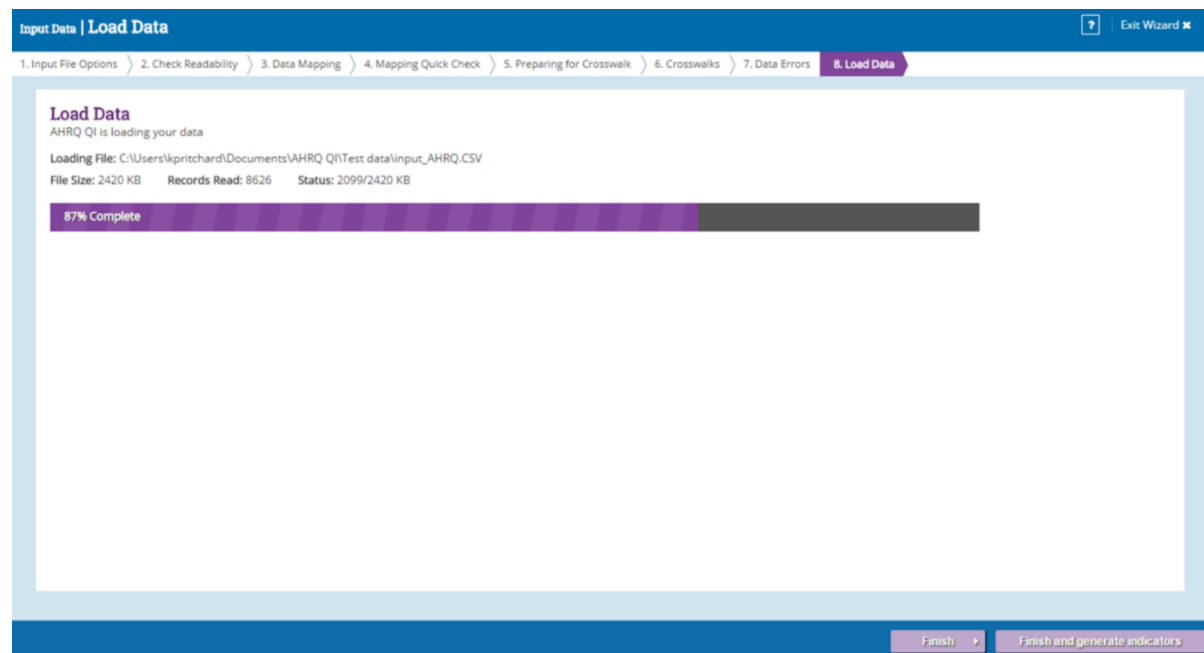 Input Data | Load Data ? Exit Wizard ✖
1. Input File Options 2. Check Readability 3. Data Mapping 4. Mapping Quick Check 5. Preparing for Crosswalk 6. Crosswalks 7. Data Errors 8. Load Data
Load Data
AHRQ QI is loading your data
Loading File: C:\Users\kpritchard\Documents\AHRQ QI\Test data\input_AHRQ.CSV
File Size: 2420 KB Records Read: 8626 Status: 2099/2420 KB
87% Complete
Finish Finish and generate indicators